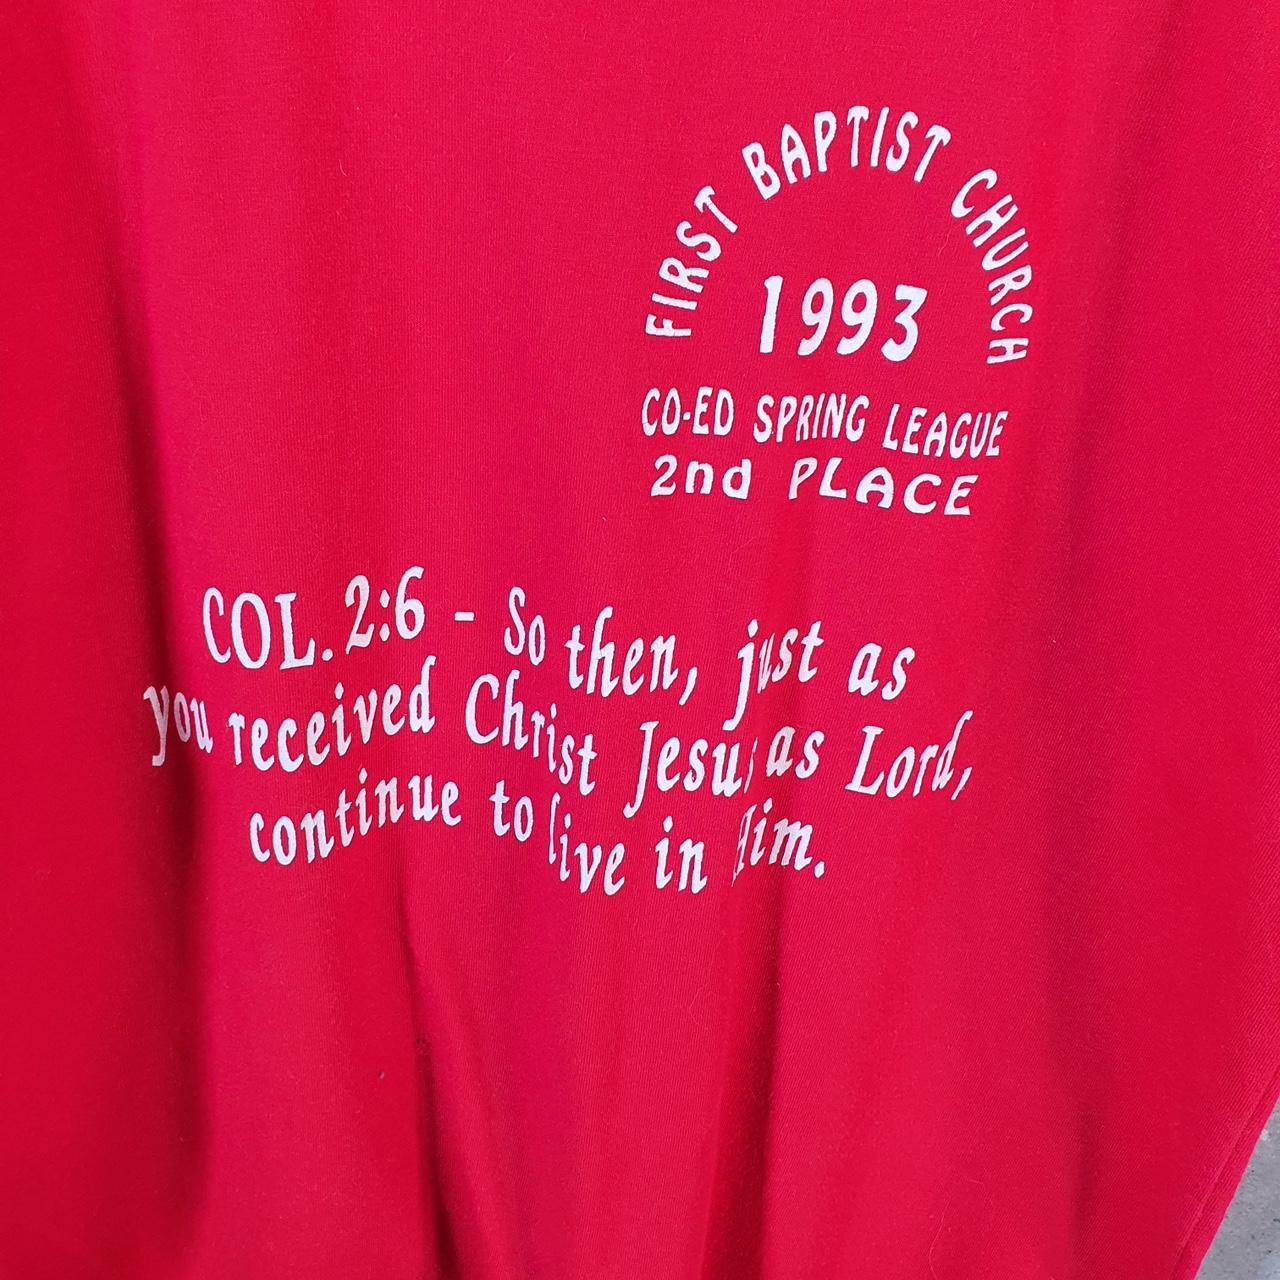 FIRST BAPTIST CHURCH
1993
CO-ED SPRING LEAGUE
2nd PLACE
COL. 2:6 - So then, just as
you received Christ Jesus as Lord,
continue to live in Him.